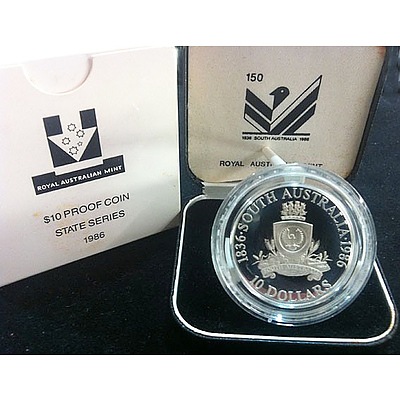 ROYAL AUSTRALIAN MINT
$10 PROOF COIN
STATE SERIES
1986
150
1836 SOUTH AUSTRALIA 1986
ROYAL AUSTRALIAN MINT
1836·SOUTH AUSTRALIA·1986
10 DOLLARS